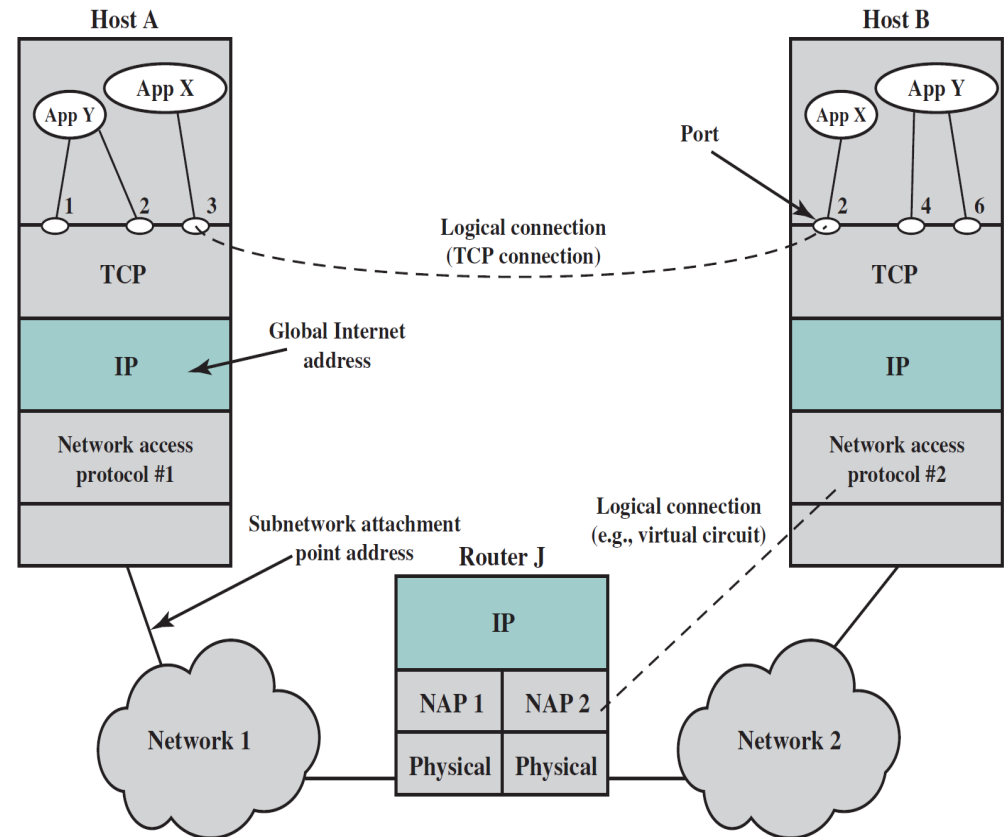 Host A
App X
App Y
1
2
3
TCP
IP
Network access
protocol #1
Host B
App Y
App X
2
4
6
TCP
IP
Network access
protocol #2
Port
Logical connection
(TCP connection)
Global Internet
address
Subnetwork attachment
point address
Logical connection
(e.g., virtual circuit)
Router J
IP
NAP 1
NAP 2
Physical
Physical
Network 1
Network 2